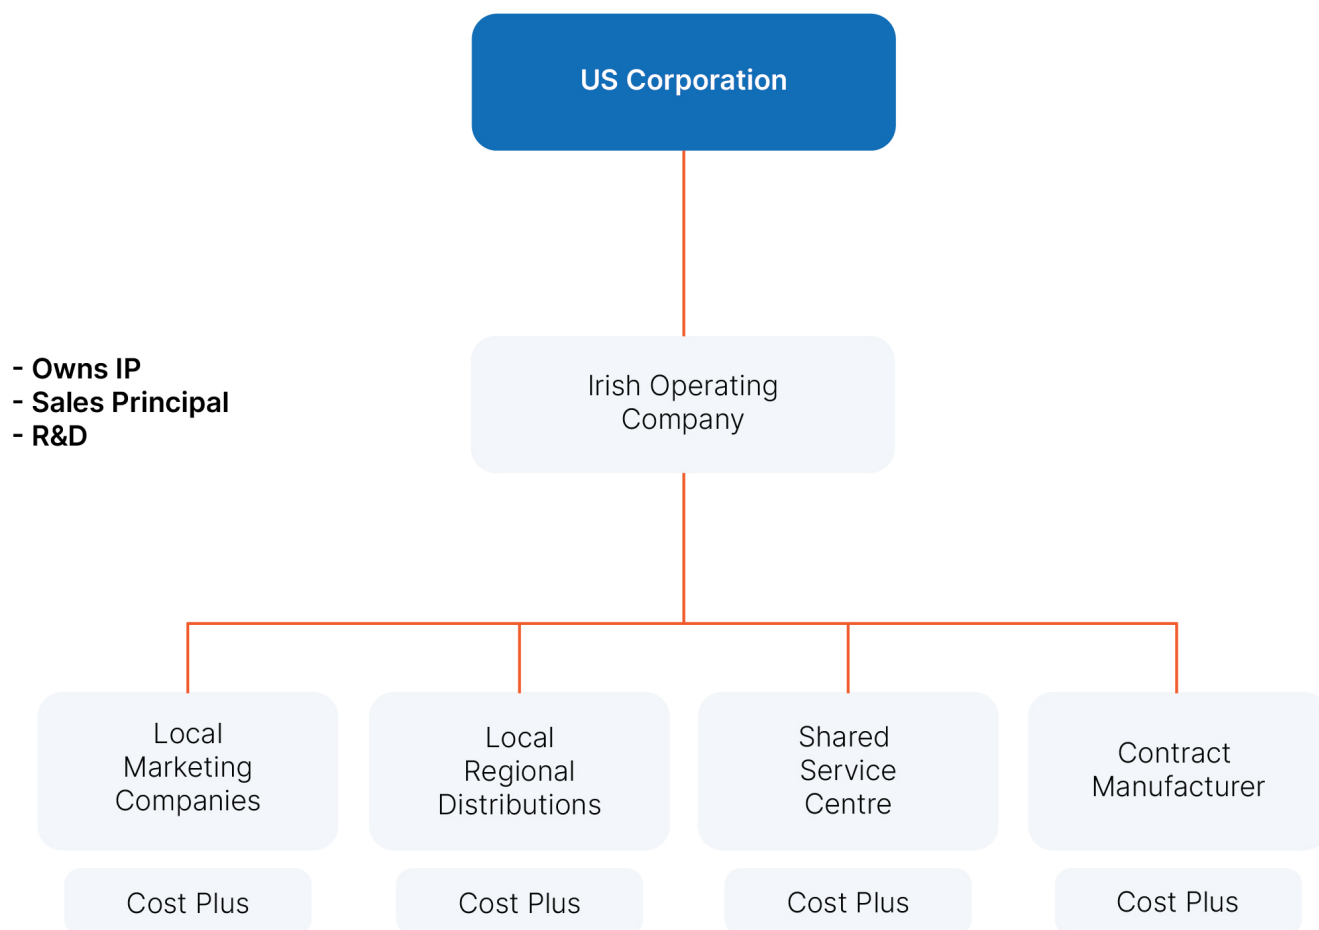 US Corporation
- Owns IP
- Sales Principal
- R&D
Irish Operating
Company
Local
Marketing
Companies
Local
Regional
Distributions
Shared
Service
Centre
Contract
Manufacturer
Cost Plus
Cost Plus
Cost Plus
Cost Plus